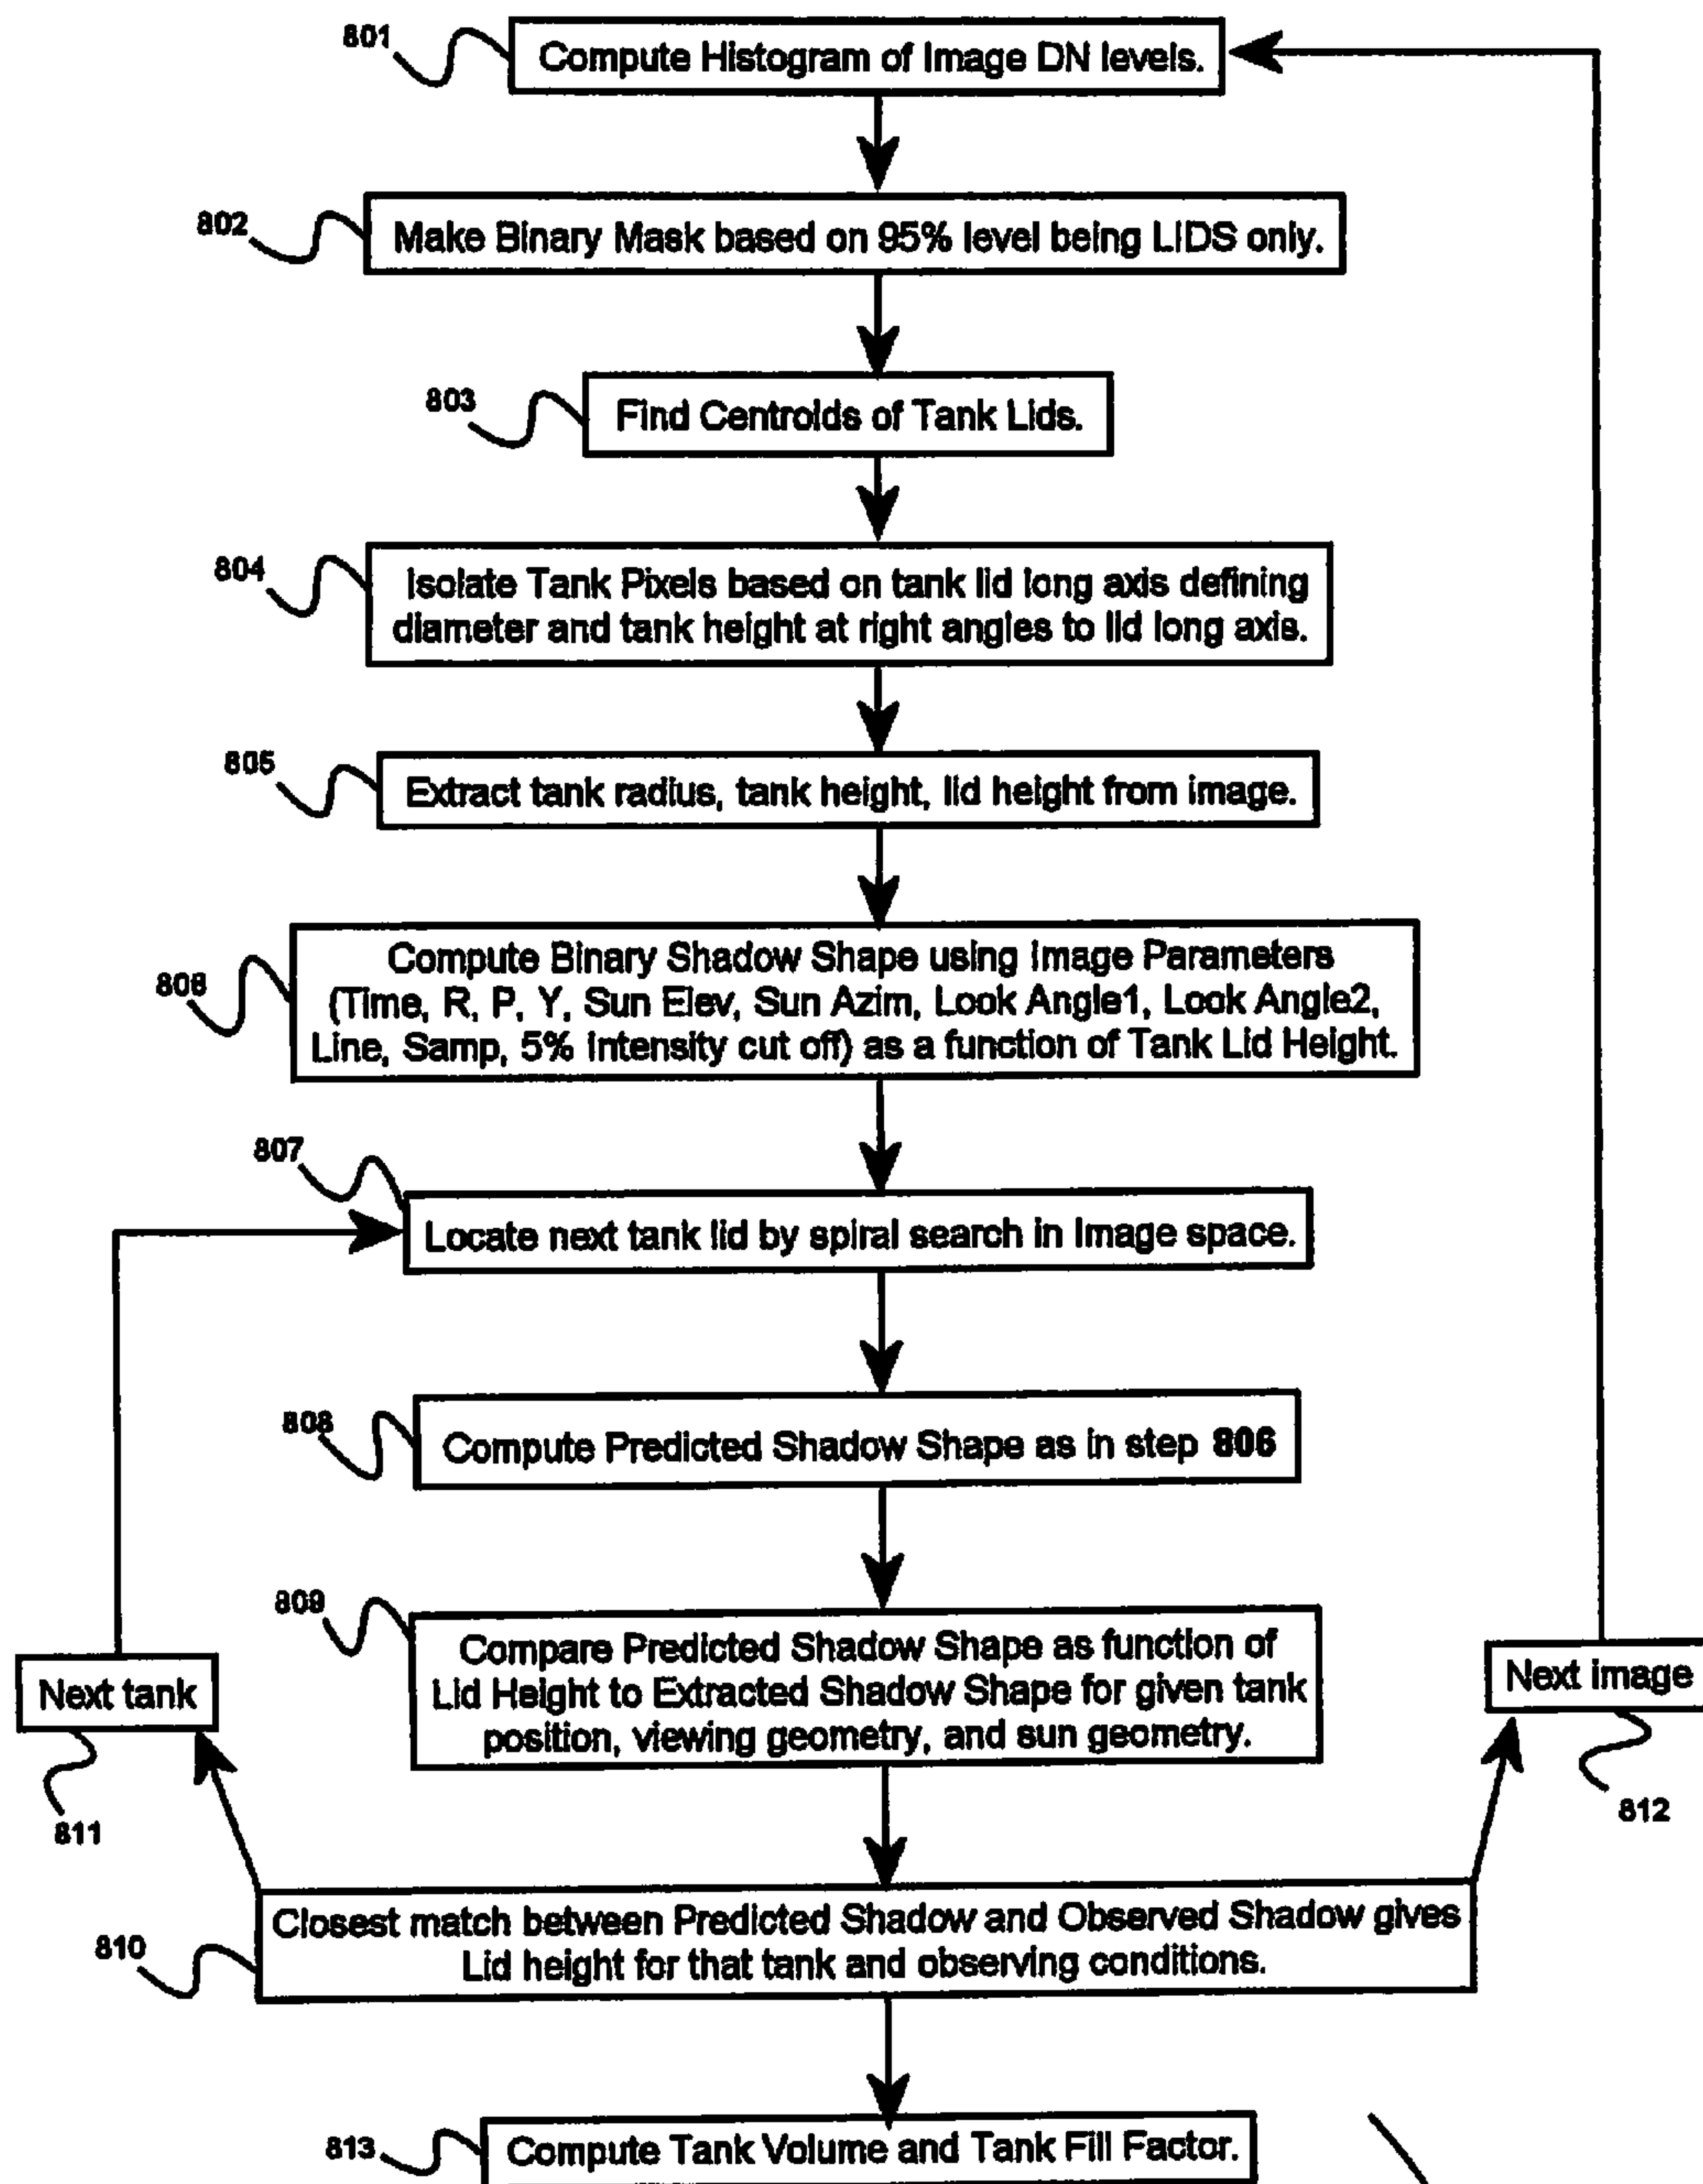 801
Compute Histogram of Image DN levels.
802
Make Binary Mask based on 95% level being LIDS only.
803
Find Centroids of Tank Lids.
804
Isolate Tank Pixels based on tank lid long axis defining
diameter and tank height at right angles to lid long axis.
805
Extract tank radius, tank height, lid height from image.
806
Compute Binary Shadow Shape using Image Parameters
(Time, R, P, Y, Sun Elev, Sun Azim, Look Angle1, Look Angle2,
Line, Samp, 5% Intensity cut off) as a function of Tank Lid Height.
807
Locate next tank lid by spiral search in Image space.
808
Compute Predicted Shadow Shape as in step 806
809
Compare Predicted Shadow Shape as function of
Lid Height to Extracted Shadow Shape for given tank
position, viewing geometry, and sun geometry.
Next tank
811
Next image
812
810
Closest match between Predicted Shadow and Observed Shadow gives
Lid height for that tank and observing conditions.
813
Compute Tank Volume and Tank Fill Factor.